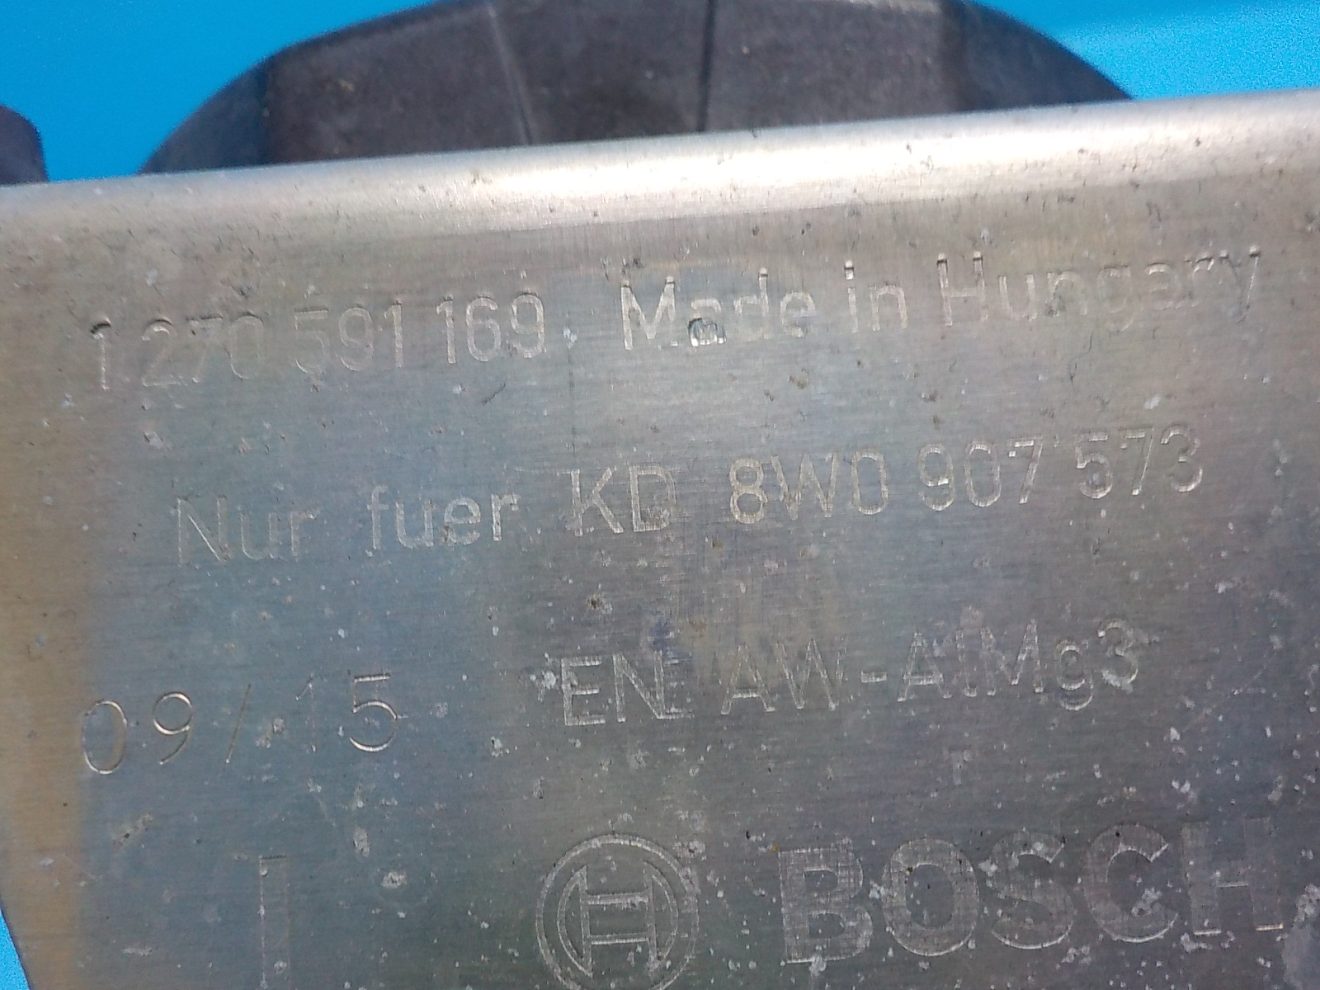 1 270 591 169 Made in Hungary
Nur fuer KD 8W0 907 573
09/15 EN AW-AlMg3
BOSCH